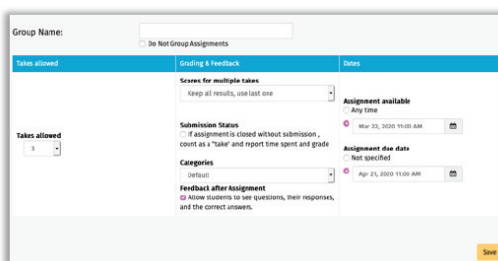 Group Name:
Do Not Group Assignments
Takes allowed
Grading & Feedback
Dates
Takes allowed
3
Scores for multiple takes
Keep all results, use last one
Submission Status
If assignment is closed without submission ,
count as a "take" and report time spent and grade
Categories
Default
Feedback after Assignment
Allow students to see questions, their responses,
and the correct answers.
Assignment available
Any time
Mar 22, 2020 11:00 AM
Assignment due date
Not specified
Apr 21, 2020 11:00 AM
Save